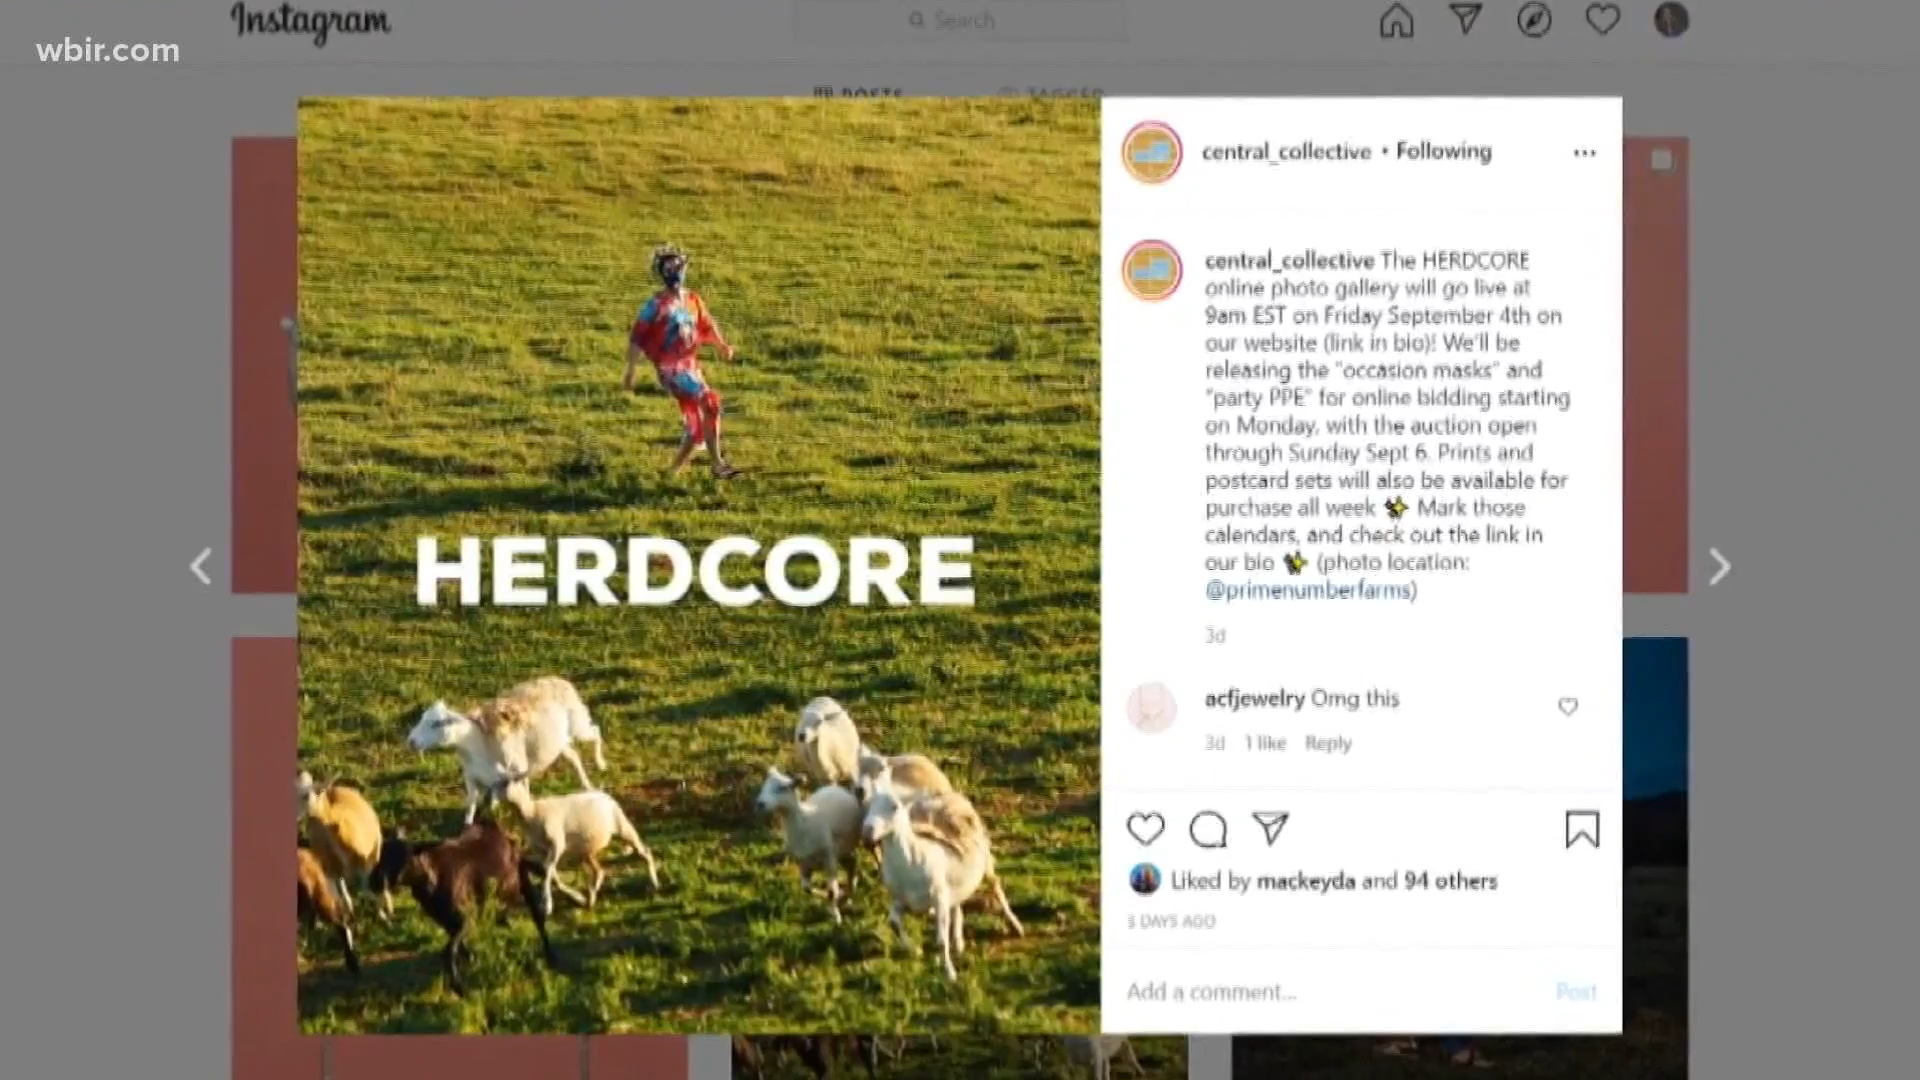 Instagram
Search
wbir.com
POSTS
TAGGED
central_collective • Following
HERDCORE
central_collective The HERDCORE
online photo gallery will go live at
9am EST on Friday September 4th on
our website (link in bio)! We'll be
releasing the "occasion masks" and
"party PPE" for online bidding starting
on Monday, with the auction open
through Sunday Sept 6. Prints and
postcard sets will also be available for
purchase all week ✨ Mark those
calendars, and check out the link in
our bio ✨ (photo location:
@primenumberfarms)
3d
acfjewelry Omg this
3d 1 like Reply
Liked by mackeyda and 94 others
DAYS AGO
Add a comment... Post